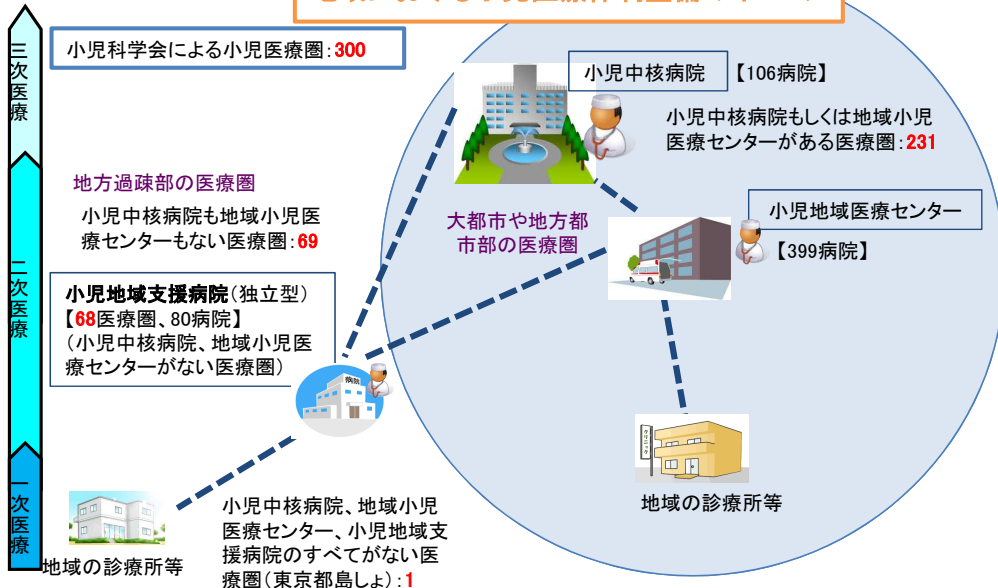 小児科学会による小児医療圏:300
三次医療
二次医療
一次医療
小児中核病院
【106病院】
小児中核病院もしくは地域小児
医療センターがある医療圏:231
地方過疎部の医療圏
小児中核病院も地域小児医
療センターもない医療圏:69
大都市や地方都
市部の医療圏
小児地域医療センター
【399病院】
小児地域支援病院(独立型)
【68医療圏、80病院】
(小児中核病院、地域小児医
療センターがない医療圏)
病院
クリニック
地域の診療所等
地域の診療所等
小児中核病院、地域小児
医療センター、小児地域支
援病院のすべてがない医
療圏(東京都島しょ):1